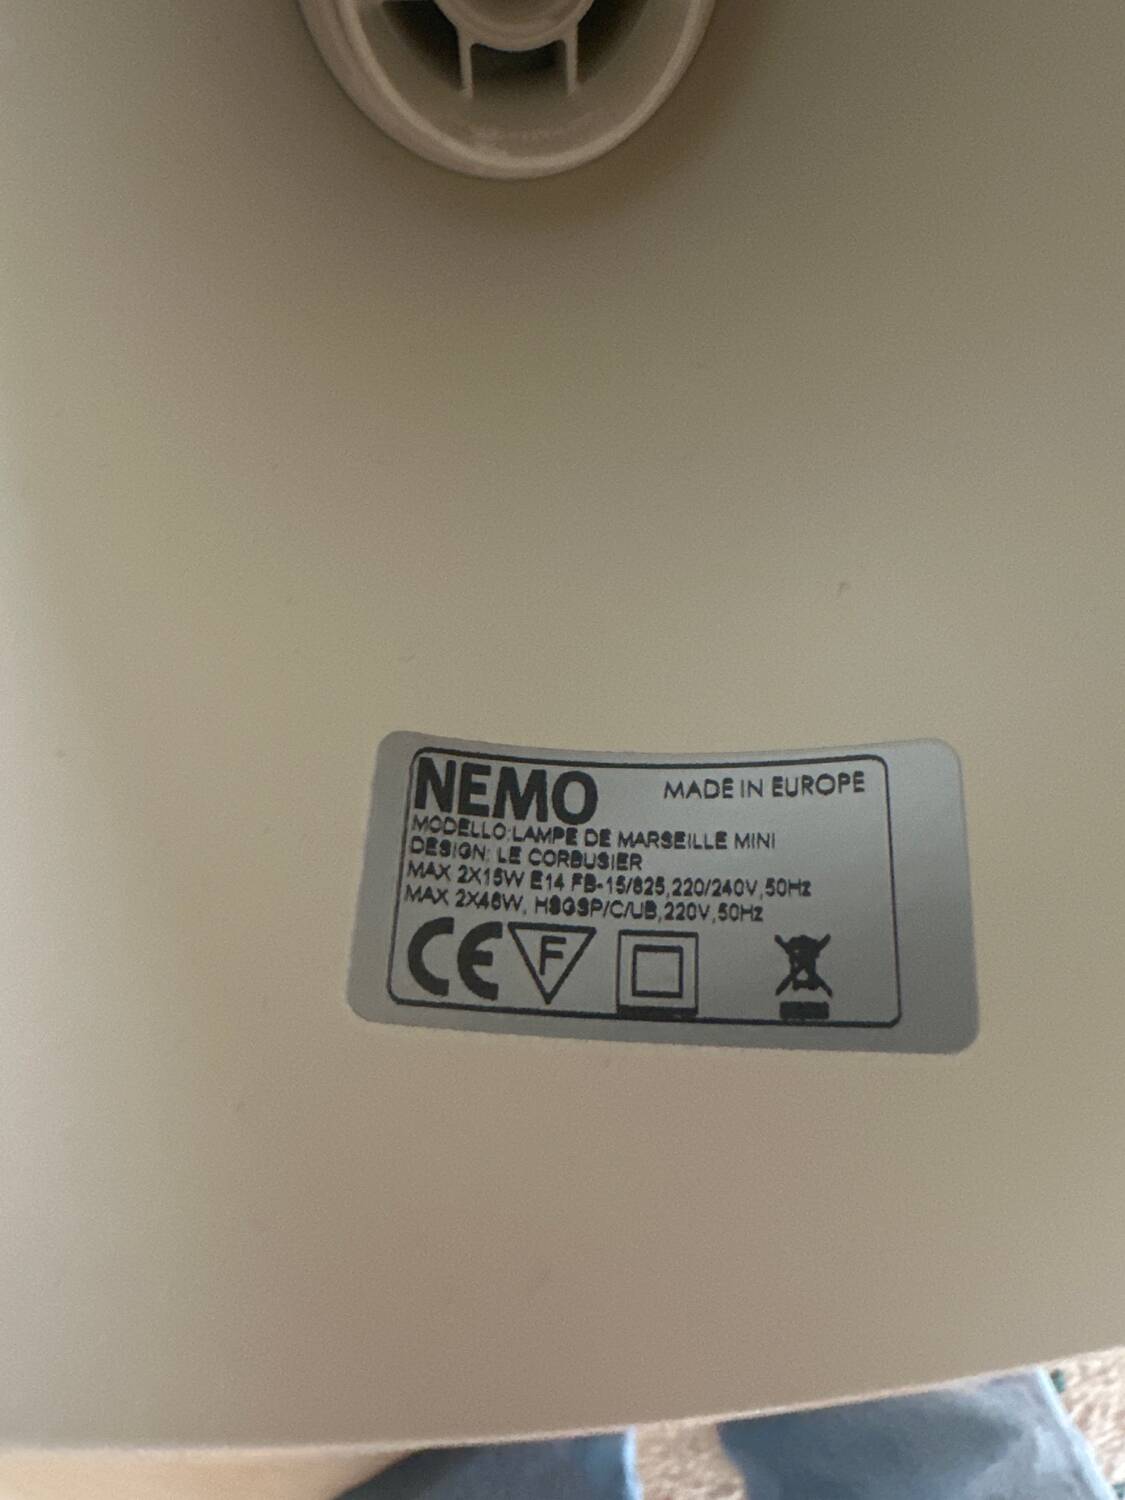 NEMO MADE IN EUROPE
MODELLO:LAMPE DE MARSEILLE MINI
DESIGN: LE CORBUSIER
MAX 2X15W E14 FB-15/825,220/240V,50Hz
MAX 2X46W, HSGSP/C/UB,220V,50Hz
CE F